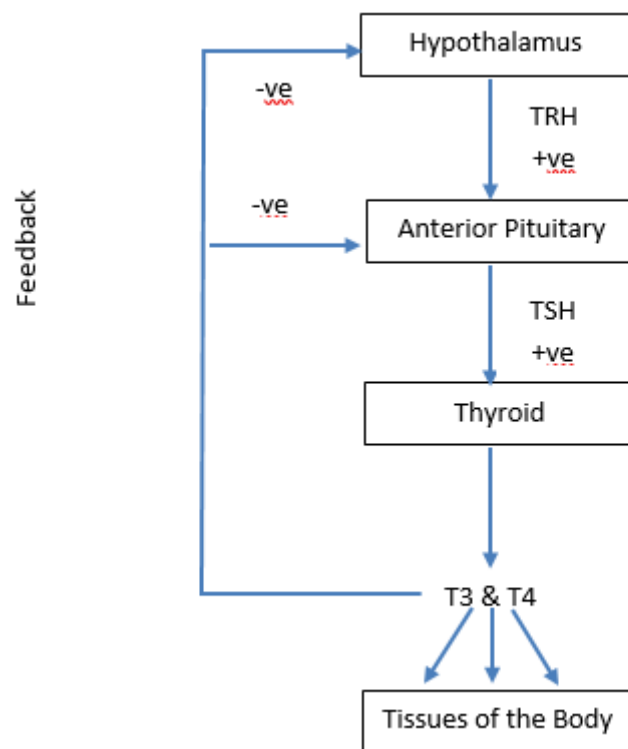 Hypothalamus
-ve
TRH
+ve
Feedback
-ve
Anterior Pituitary
TSH
+ve
Thyroid
T3 & T4
Tissues of the Body